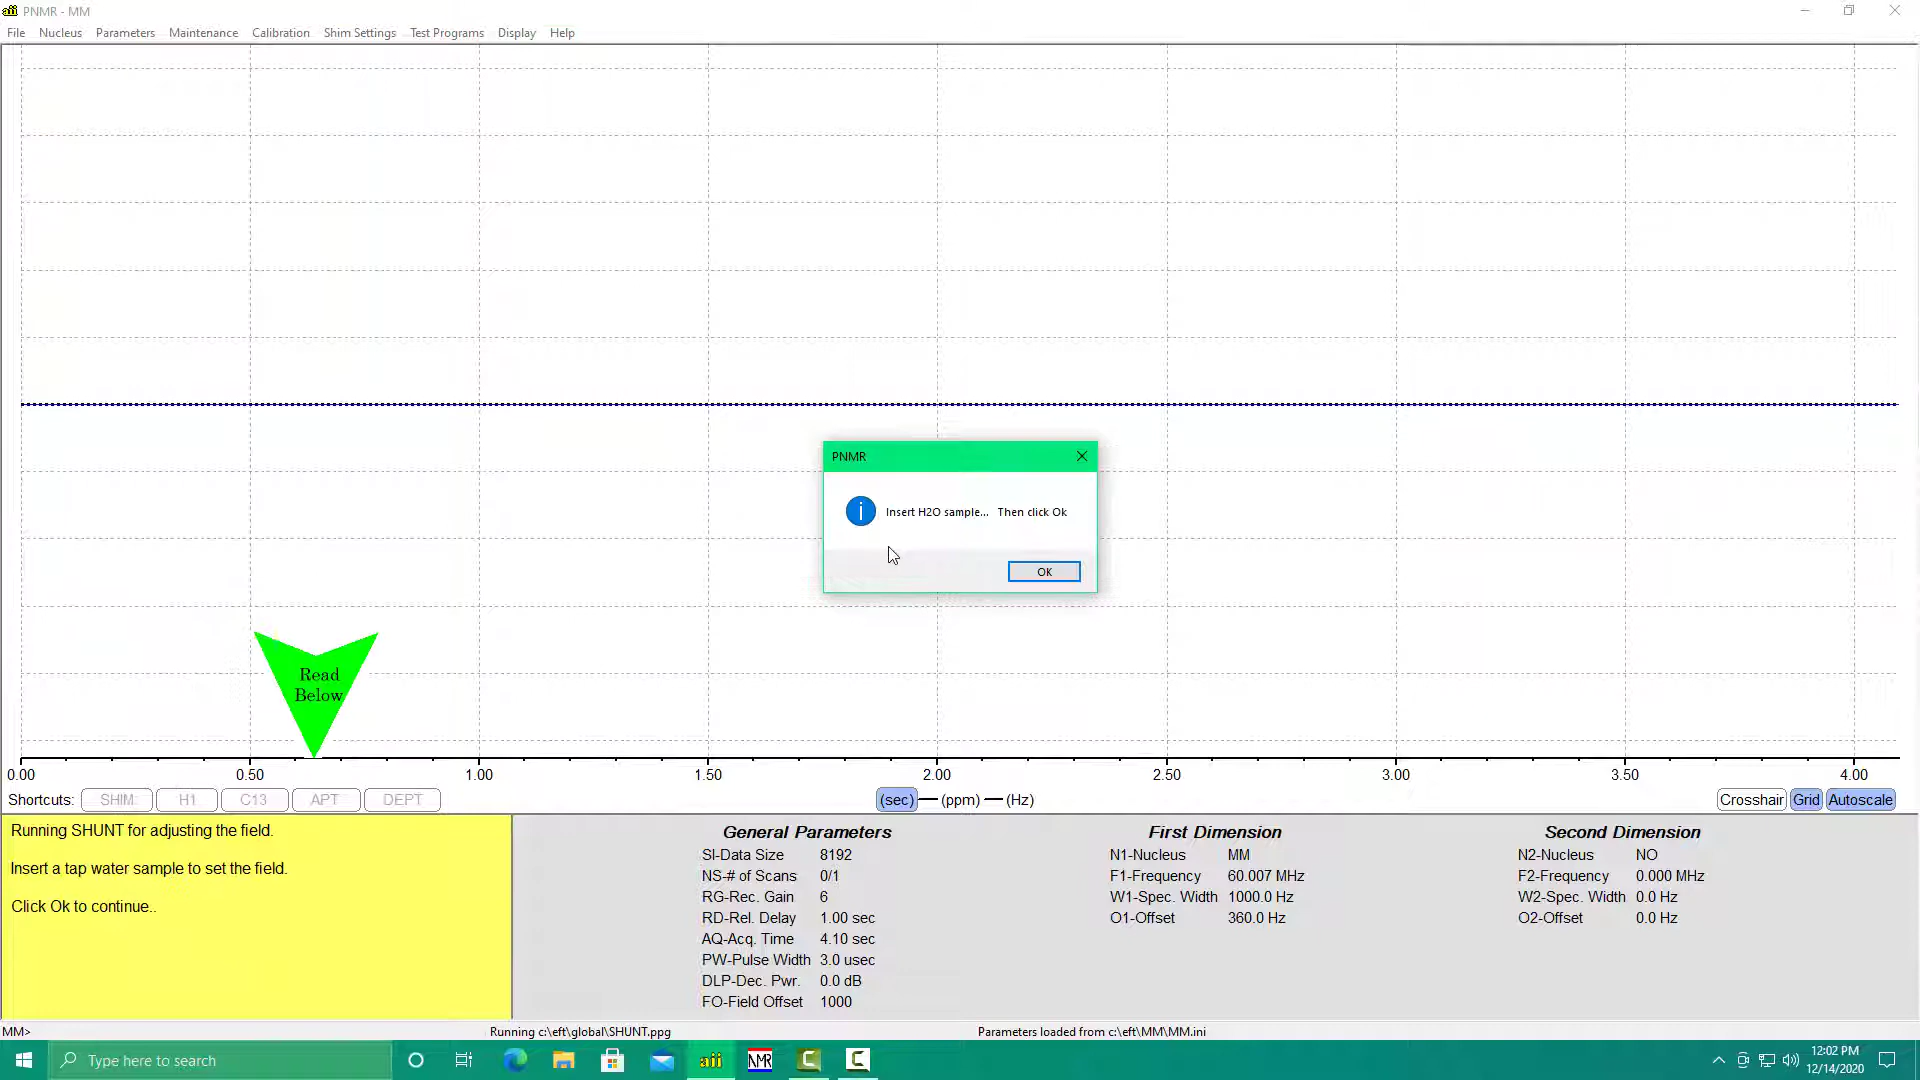 aii PNMR - MM
File Nucleus Parameters Maintenance Calibration Shim Settings Test Programs Display Help
PNMR
i Insert H2O sample... Then click Ok
OK
Read
Below
0.00 0.50 1.00 1.50 2.00 2.50 3.00 3.50 4.00
Shortcuts: SHIM H1 C13 APT DEPT (sec) (ppm) (Hz) Crosshair Grid Autoscale
Running SHUNT for adjusting the field.
Insert a tap water sample to set the field.
Click Ok to continue..
General Parameters
SI-Data Size 8192
NS-# of Scans 0/1
RG-Rec. Gain 6
RD-Rel. Delay 1.00 sec
AQ-Acq. Time 4.10 sec
PW-Pulse Width 3.0 usec
DLP-Dec. Pwr. 0.0 dB
FO-Field Offset 1000
First Dimension
N1-Nucleus MM
F1-Frequency 60.007 MHz
W1-Spec. Width 1000.0 Hz
O1-Offset 360.0 Hz
Second Dimension
N2-Nucleus NO
F2-Frequency 0.000 MHz
W2-Spec. Width 0.0 Hz
O2-Offset 0.0 Hz
MM> Running c:\eft\global\SHUNT.ppg Parameters loaded from c:\eft\MM\MM.ini
Type here to search aii NMR C C 12:02 PM
12/14/2020